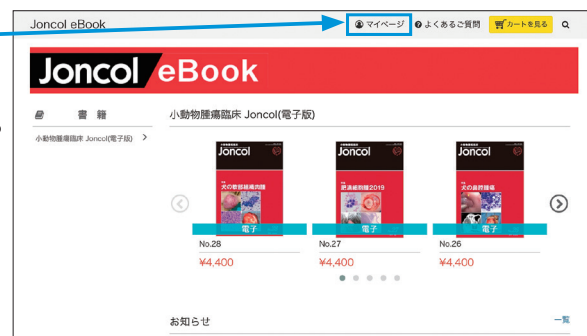 Joncol eBook
マイページ
よくあるご質問
カートを見る
Joncol eBook
書籍
小動物腫瘍臨床 Joncol(電子版)
小動物腫瘍臨床 Joncol(電子版)
Joncol
犬の軟部組織肉腫
電子
No.28
¥4,400
Joncol
肥満細胞腫2019
電子
No.27
¥4,400
Joncol
犬の鼻腔腫瘍
電子
No.26
¥4,400
お知らせ
一覧